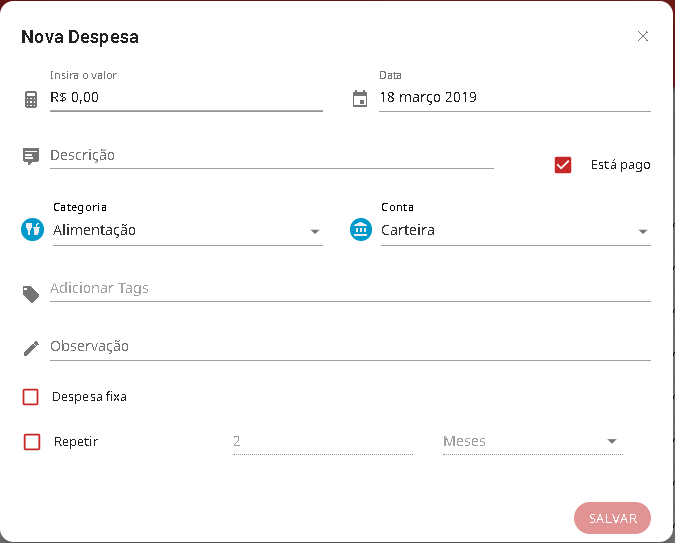 Nova Despesa
Insira o valor
Data
R$ 0,00
18 março 2019
Descrição
Está pago
Categoria
Conta
Alimentação
Carteira
Adicionar Tags
Observação
Despesa fixa
Repetir
2
Meses
SALVAR